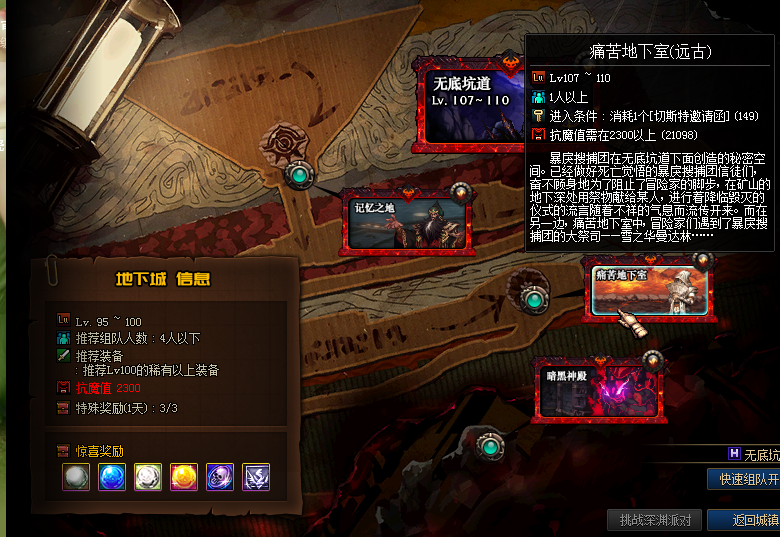 痛苦地下室(远古)
Lv107 ~ 110
1人以上
进入条件 : 消耗1个[切斯特邀请函] (149)
抗魔值需在2300以上 (21098)
暴戾搜捕团在无底坑道下面创造的秘密空
间。已经做好死亡觉悟的暴戾搜捕团信徒们,
奋不顾身地为了阻止了冒险家的脚步, 在矿山的
地下深处用祭物献给某人, 进行着降临毁灭的
仪式的流言随着不祥的气息而流传开来。而在
另一边, 痛苦地下室中, 冒险家们遇到了暴戾搜
捕团的大祭司——雪之华曼达林……
无底坑道
Lv. 107~110
记忆之地
痛苦地下室
暗黑神殿
地下城 信息
Lv. 95 ~ 100
推荐组队人数 : 4人以下
推荐装备
: 推荐Lv100的稀有以上装备
抗魔值 2300
特殊奖励(1天) : 3/3
惊喜奖励
H 无底坑
快速组队开
挑战深渊派对
返回城镇